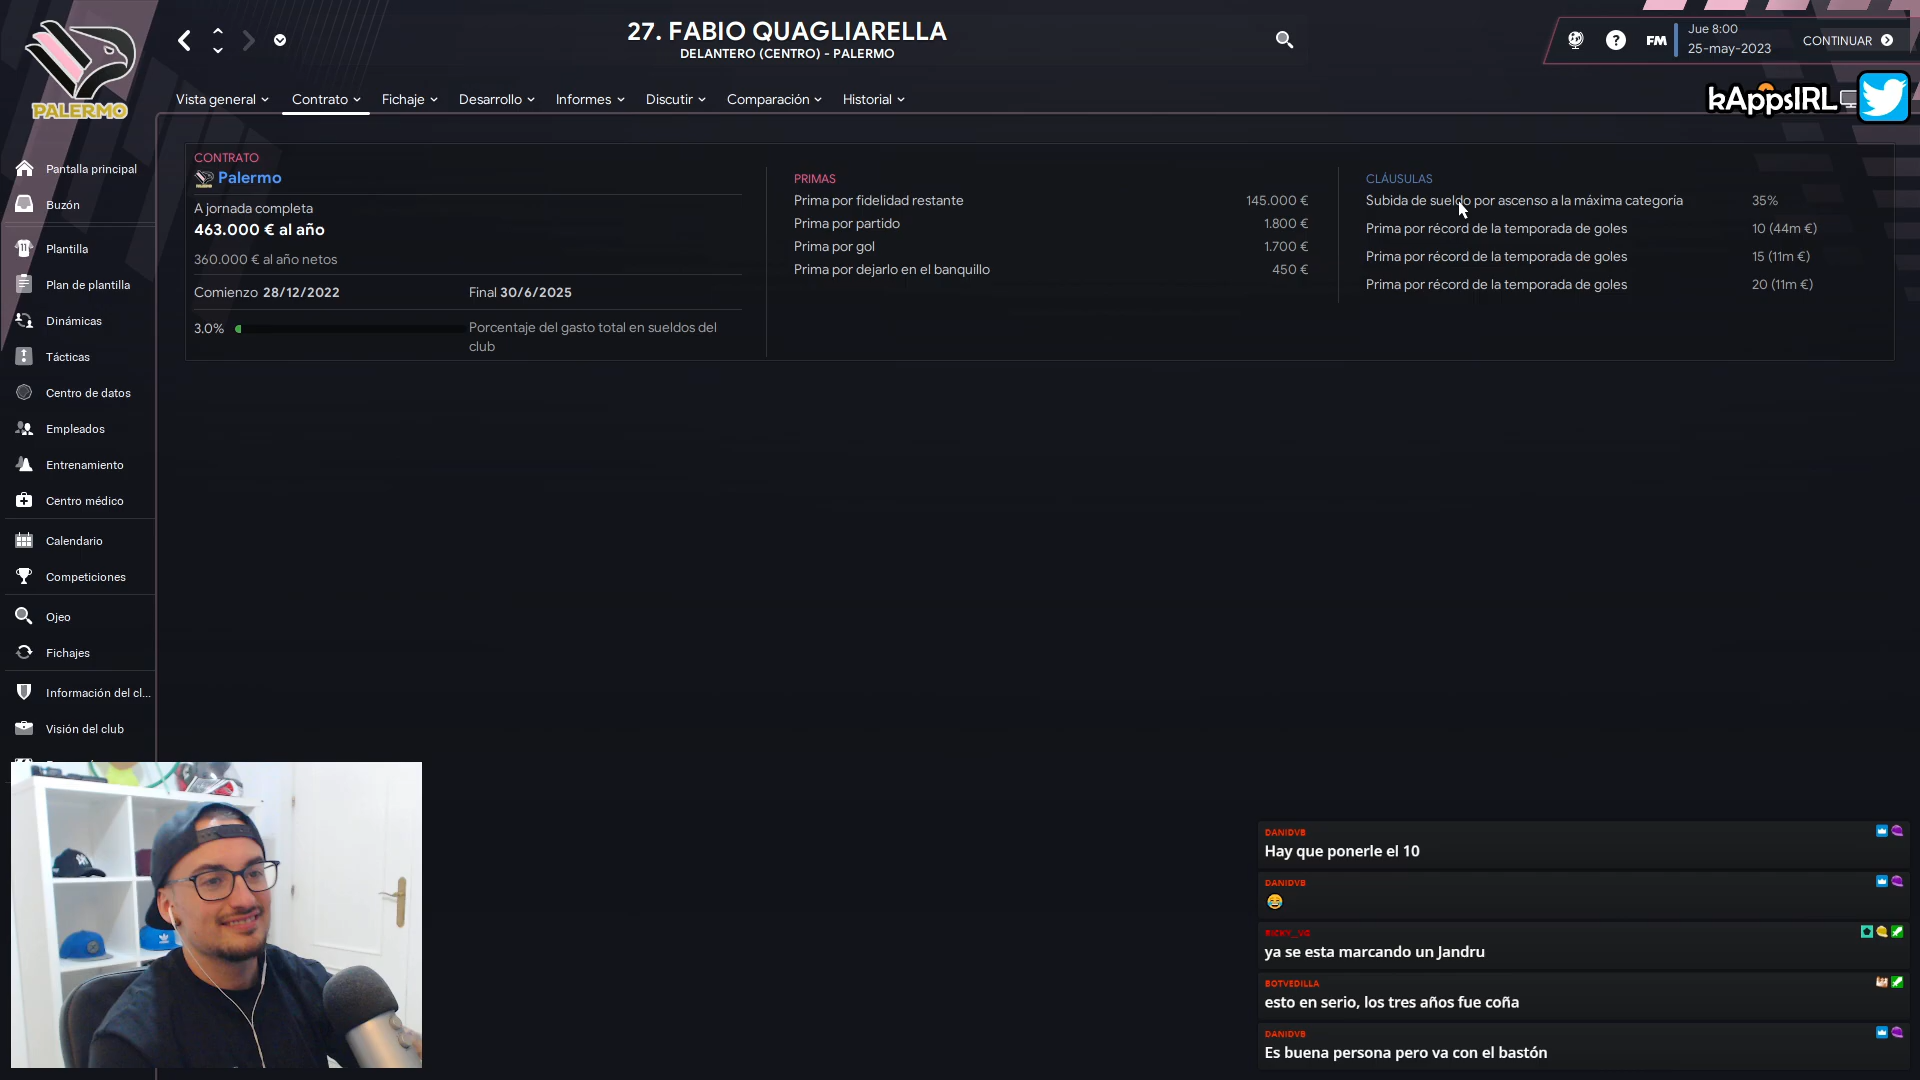 27. FABIO QUAGLIARELLA
DELANTERO (CENTRO) - PALERMO
PALERMO
FM
Jue 8:00
25-may-2023
CONTINUAR
kAppsIRL
Vista general
Contrato
Fichaje
Desarrollo
Informes
Discutir
Comparación
Historial
Pantalla principal
Buzón
Plantilla
Plan de plantilla
Dinámicas
Tácticas
Centro de datos
Empleados
Entrenamiento
Centro médico
Calendario
Competiciones
Ojeo
Fichajes
Información del cl...
Visión del club
CONTRATO
Palermo
A jornada completa
463.000 € al año
360.000 € al año netos
Comienzo 28/12/2022
Final 30/6/2025
3.0%
Porcentaje del gasto total en sueldos del
club
PRIMAS
Prima por fidelidad restante 145.000 €
Prima por partido 1.800 €
Prima por gol 1.700 €
Prima por dejarlo en el banquillo 450 €
CLÁUSULAS
Subida de sueldo por ascenso a la máxima categoría 35%
Prima por récord de la temporada de goles 10 (44m €)
Prima por récord de la temporada de goles 15 (11m €)
Prima por récord de la temporada de goles 20 (11m €)
DANIDVB
Hay que ponerle el 10
DANIDVB
😂
RICKY__VG
ya se esta marcando un Jandru
BOTVEDILLA
esto en serio, los tres años fue coña
DANIDVB
Es buena persona pero va con el bastón